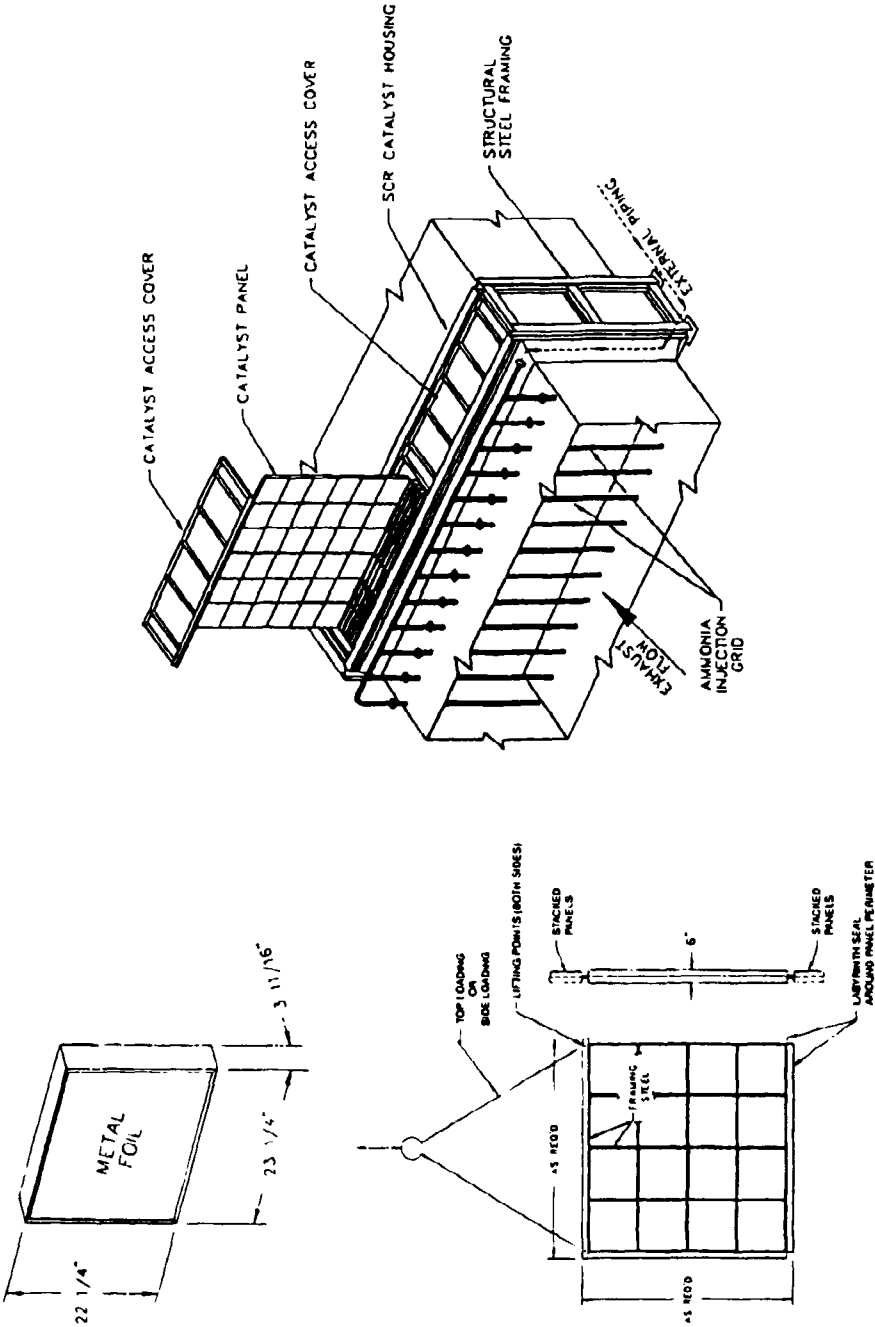 CATALYST ACCESS COVER
CATALYST PANEL
CATALYST ACCESS COVER
SCR CATALYST HOUSING
STRUCTURAL
STEEL FRAMING
EXTERNAL PIPING
EXHAUST
FLOW
AMMONIA
INJECTION
GRID
METAL
FOIL
22 1/4"
23 1/4"
3 11/16"
TOP LOADING
OR
SIDE LOADING
LIFTING POINTS (BOTH SIDES)
AS REQ'D
FRAMING
STEEL
AS REQ'D
STACKED
PANELS
6"
STACKED
PANELS
LABYRINTH SEAL
AROUND PANEL PERIMETER